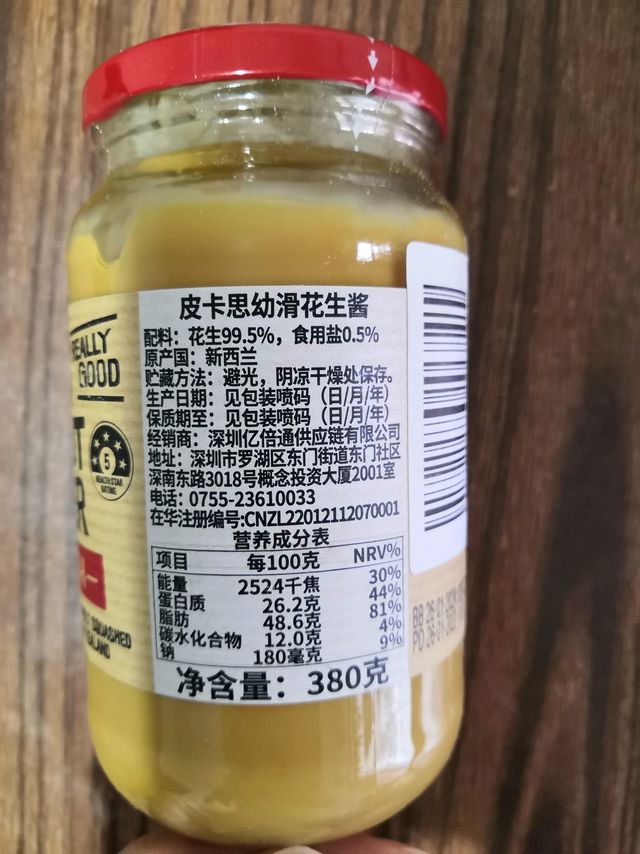 REALLY
GOOD
5
HEALTH STAR
RATING
SQUASHED
皮卡思幼滑花生酱
配料：花生99.5%，食用盐0.5%
原产国：新西兰
贮藏方法：避光，阴凉干燥处保存。
生产日期：见包装喷码（日/月/年）
保质期至：见包装喷码（日/月/年）
经销商：深圳亿倍通供应链有限公司
地址：深圳市罗湖区东门街道东门社区
深南东路3018号概念投资大厦2001室
电话：0755-23610033
在华注册编号:CNZL22012112070001
营养成分表
项目 每100克 NRV%
能量 2524千焦 30%
蛋白质 26.2克 44%
脂肪 48.6克 81%
碳水化合物 12.0克 4%
钠 180毫克 9%
净含量：380克